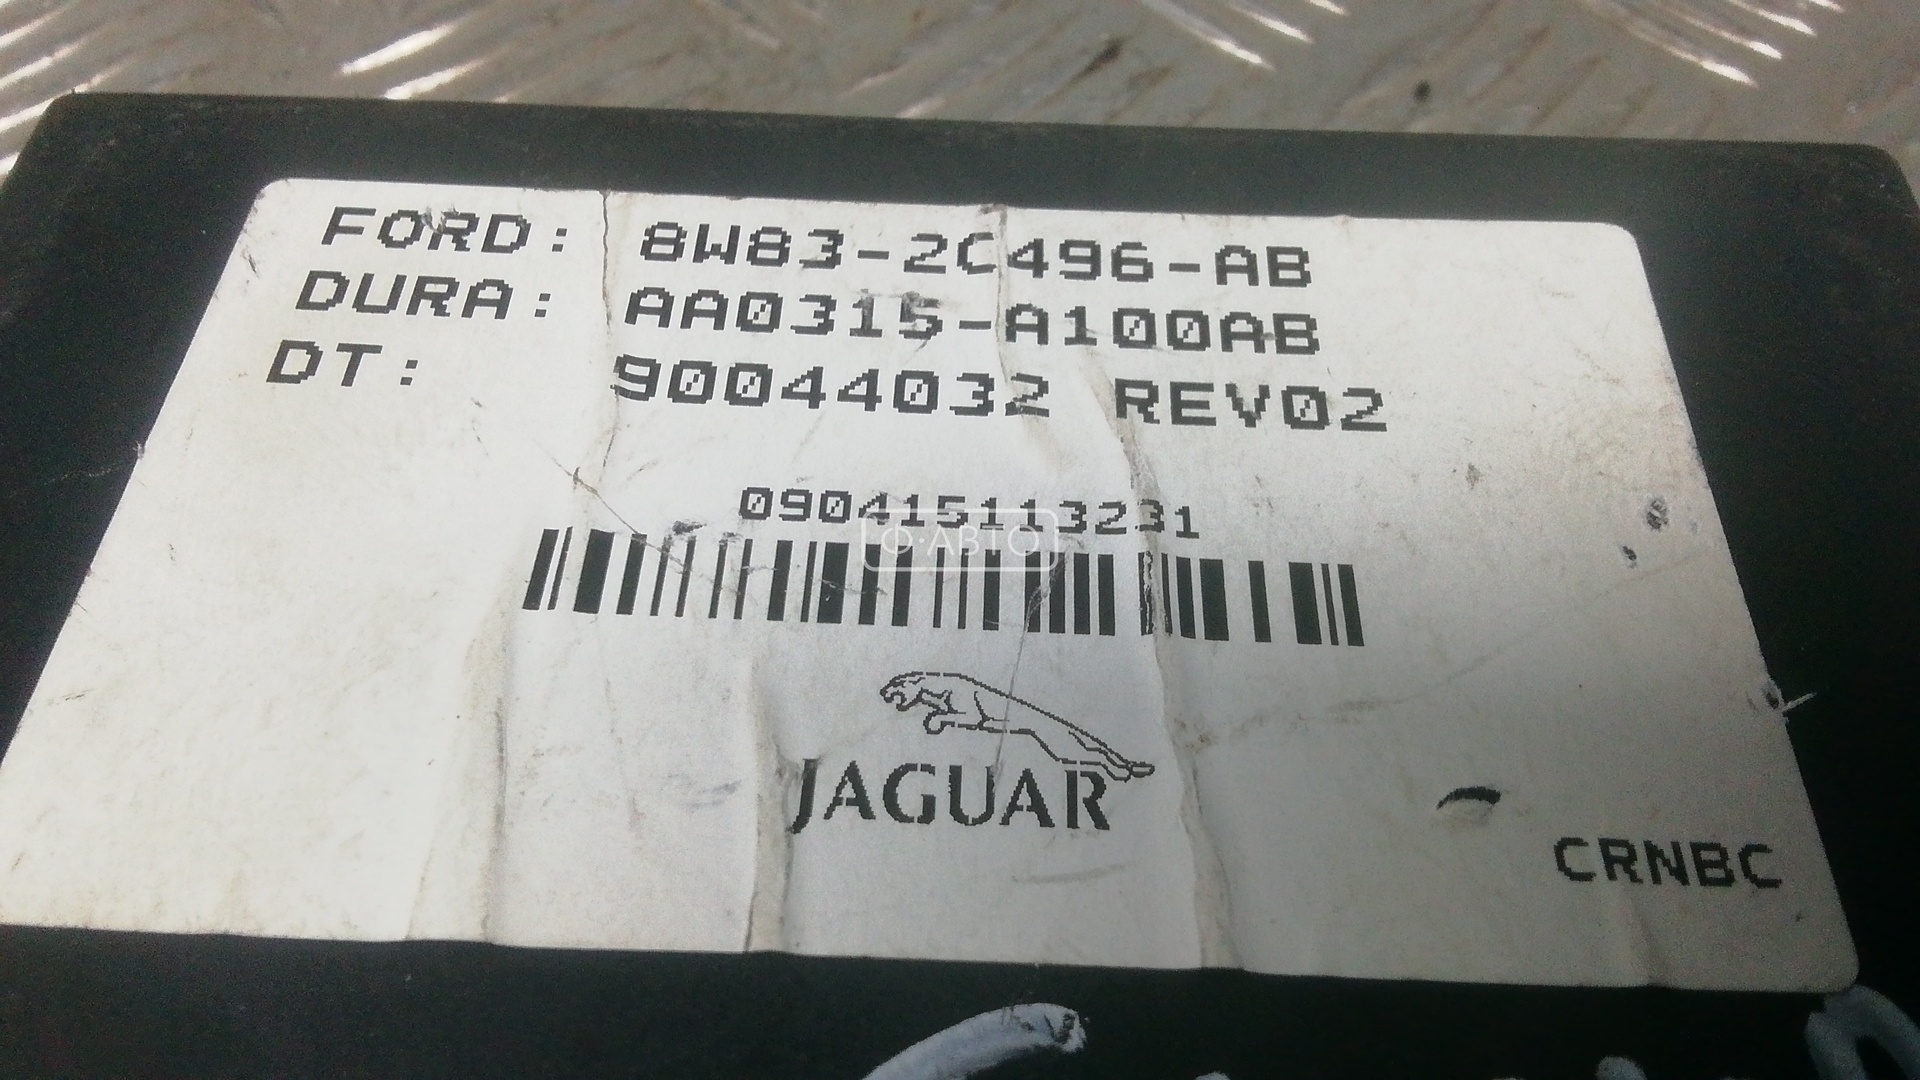 FORD: 8W83-2C496-AB
DURA: AA0315-A100AB
DT: 90044032 REV02
090415113231
О·АВТО
JAGUAR
CRNBC